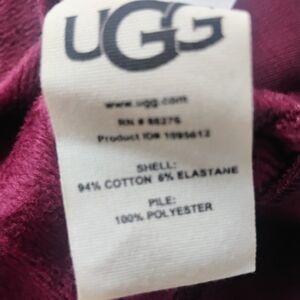 UGG
www.ugg.com
RN # 88276
Product ID# 1095612
SHELL:
94% COTTON 6% ELASTANE
PILE:
100% POLYESTER